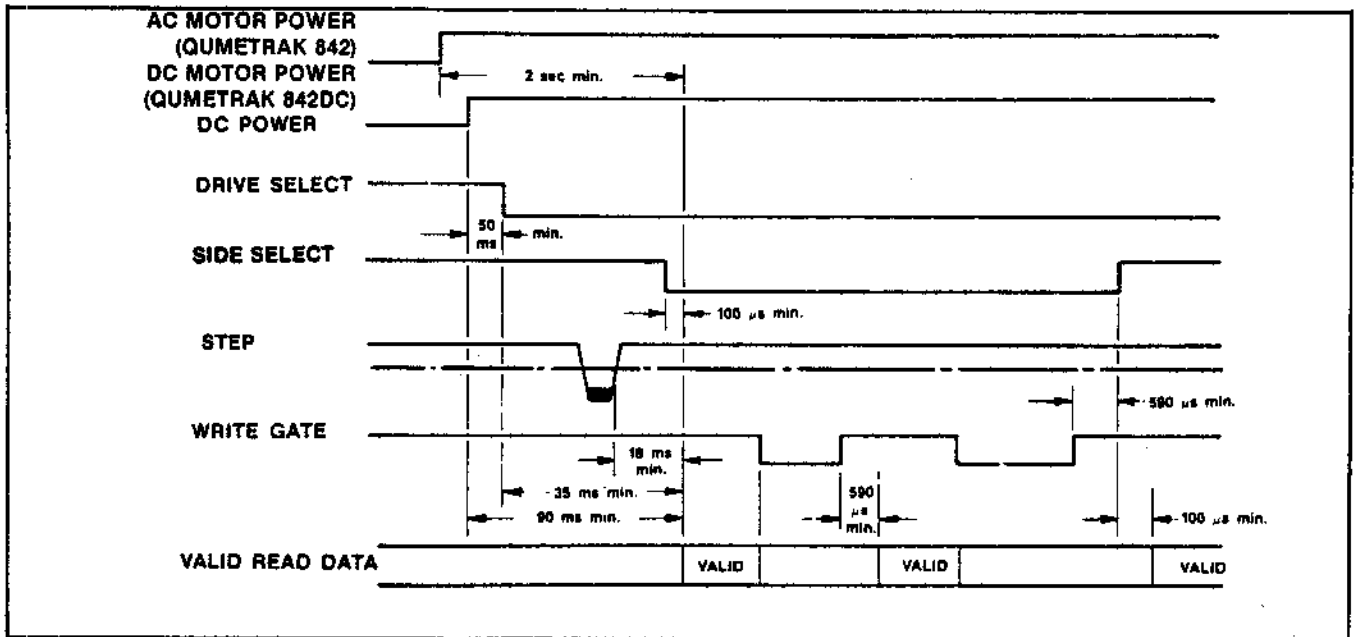 AC MOTOR POWER
(QUMETRAK 842)
2 sec min.
DC MOTOR POWER
(QUMETRAK 842DC)
DC POWER
DRIVE SELECT
50
ms
min.
SIDE SELECT
100 µs min.
STEP
590 µs min.
WRITE GATE
18 ms
min.
35 ms min.
590
µs
min.
90 ms min.
100 µs min.
VALID READ DATA
VALID
VALID
VALID